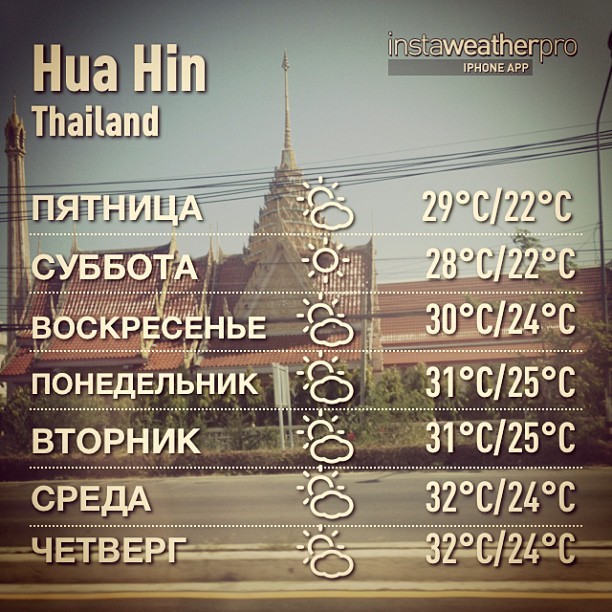 instaweatherpro
IPHONE APP
Hua Hin
Thailand
ПЯТНИЦА 29°C/22°C
СУББОТА 28°C/22°C
ВОСКРЕСЕНЬЕ 30°C/24°C
ПОНЕДЕЛЬНИК 31°C/25°C
ВТОРНИК 31°C/25°C
СРЕДА 32°C/24°C
ЧЕТВЕРГ 32°C/24°C